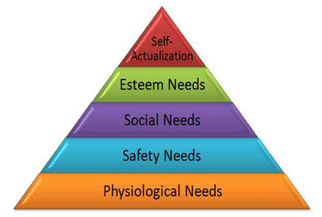 Self-
Actualization
Esteem Needs
Social Needs
Safety Needs
Physiological Needs